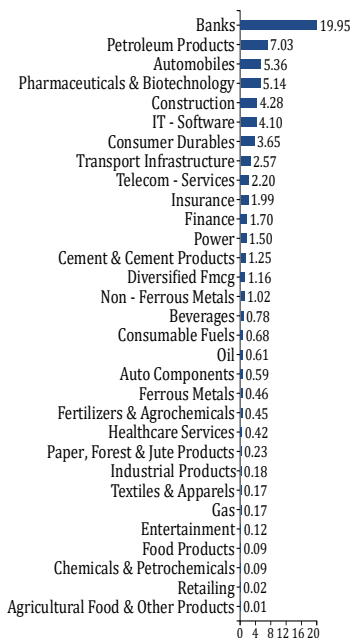 Banks 19.95
Petroleum Products 7.03
Automobiles 5.36
Pharmaceuticals & Biotechnology 5.14
Construction 4.28
IT - Software 4.10
Consumer Durables 3.65
Transport Infrastructure 2.57
Telecom - Services 2.20
Insurance 1.99
Finance 1.70
Power 1.50
Cement & Cement Products 1.25
Diversified Fmcg 1.16
Non - Ferrous Metals 1.02
Beverages 0.78
Consumable Fuels 0.68
Oil 0.61
Auto Components 0.59
Ferrous Metals 0.46
Fertilizers & Agrochemicals 0.45
Healthcare Services 0.42
Paper, Forest & Jute Products 0.23
Industrial Products 0.18
Textiles & Apparels 0.17
Gas 0.17
Entertainment 0.12
Food Products 0.09
Chemicals & Petrochemicals 0.09
Retailing 0.02
Agricultural Food & Other Products 0.01
0 4 8 12 16 20